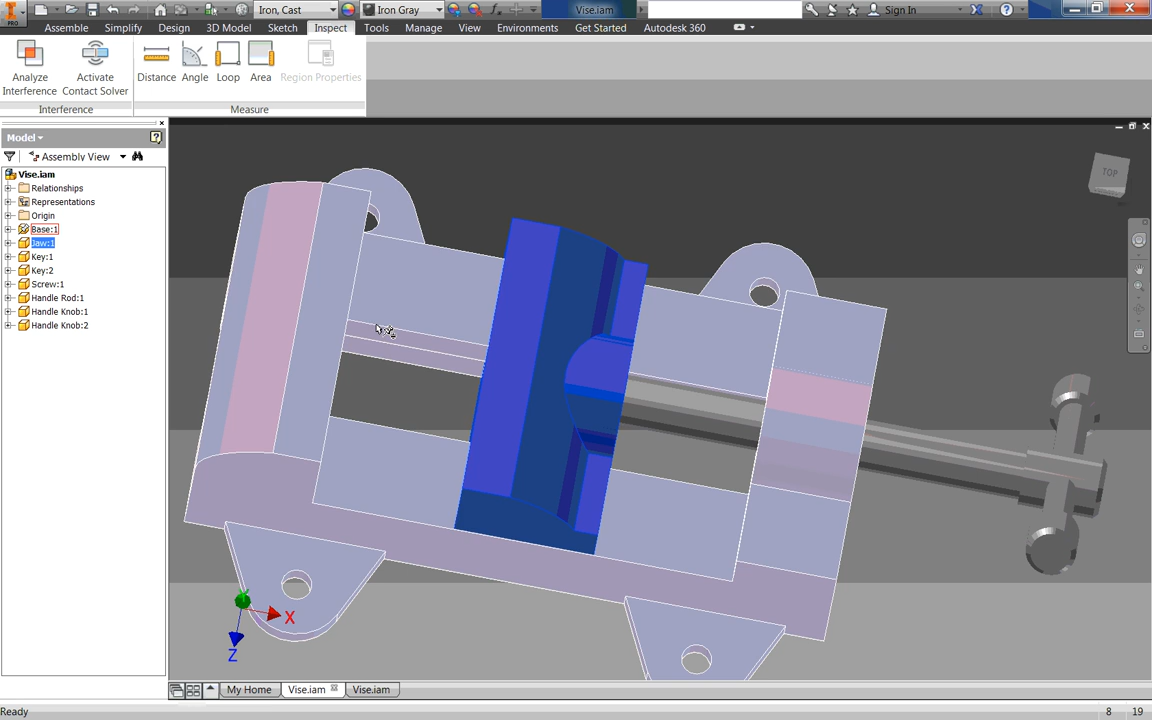 Iron, Cast Iron Gray Vise.iam Sign In
PRO Assemble Simplify Design 3D Model Sketch Inspect Tools Manage View Environments Get Started Autodesk 360
Analyze Interference
Activate Contact Solver
Distance Angle Loop Area Region Properties
Interference Measure
Model
Assembly View
Vise.iam
Relationships
Representations
Origin
Base:1
Jaw:1
Key:1
Key:2
Screw:1
Handle Rod:1
Handle Knob:1
Handle Knob:2
TOP
X
Z
My Home Vise.iam Vise.iam
Ready 8 19